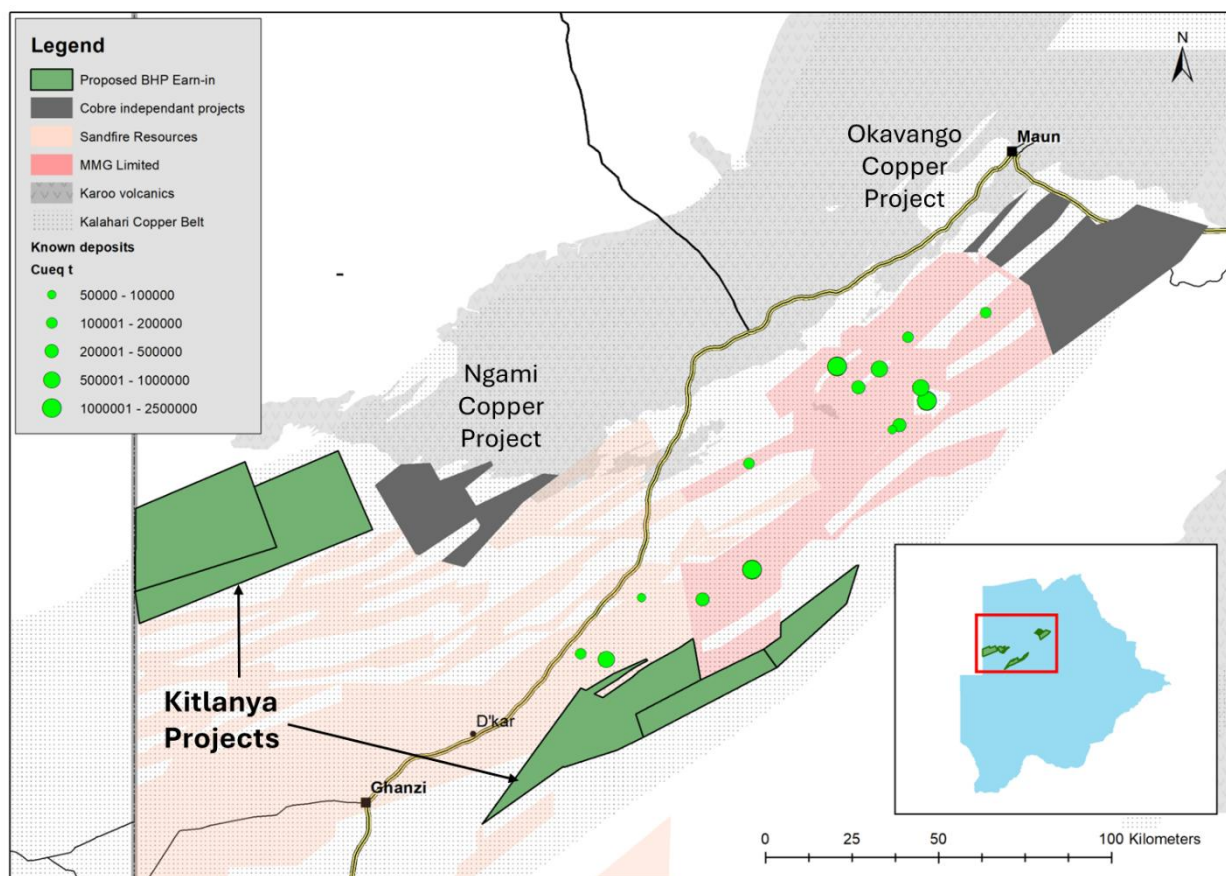 Legend
Proposed BHP Earn-in
Cobre independant projects
Sandfire Resources
MMG Limited
Karoo volcanics
Kalahari Copper Belt
Known deposits
Cueq t
50000 - 100000
100001 - 200000
200001 - 500000
500001 - 1000000
1000001 - 2500000
N
Okavango
Copper
Project
Maun
Ngami
Copper
Project
Kitlanya
Projects
D'kar
Ghanzi
0 25 50 100 Kilometers